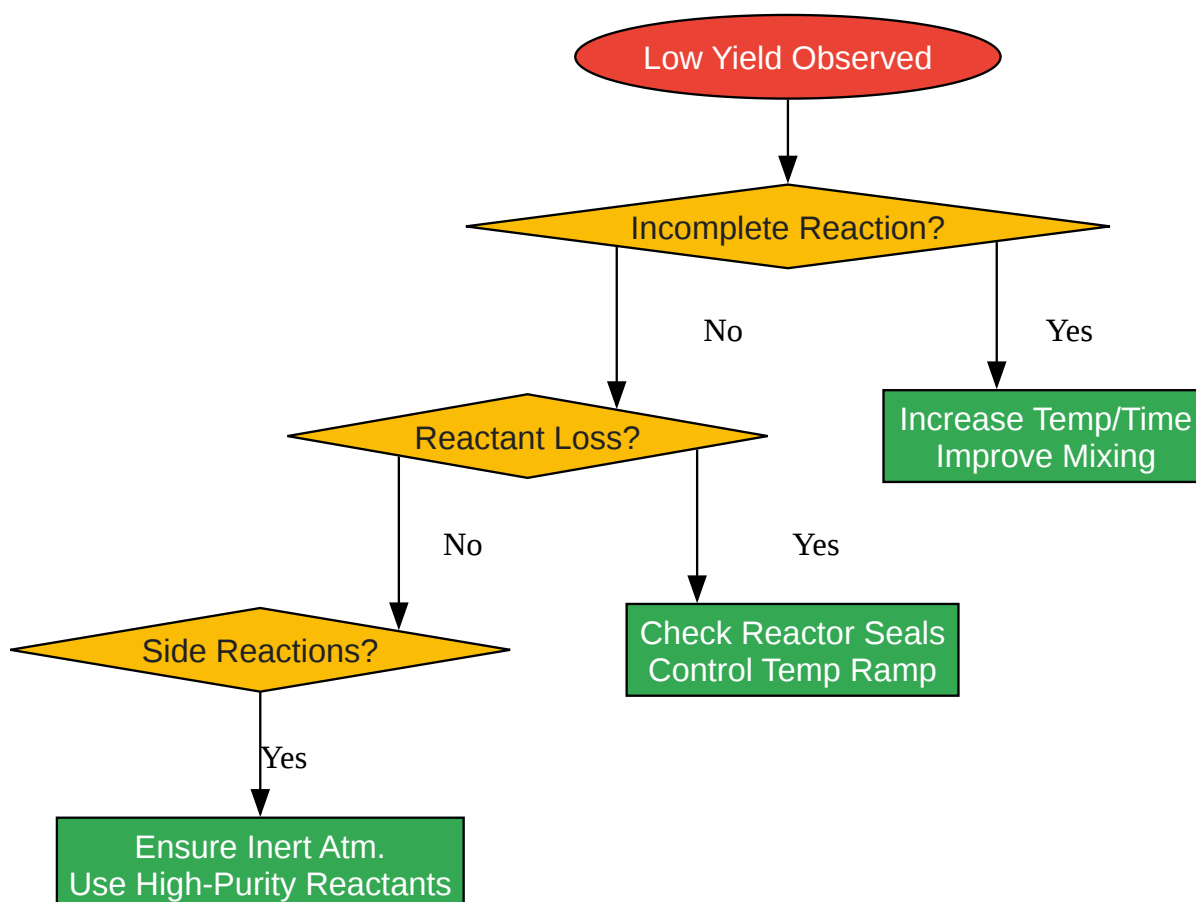 Low Yield Observed
Incomplete Reaction?
No
Yes
Increase Temp/Time
Improve Mixing
Reactant Loss?
No
Yes
Check Reactor Seals
Control Temp Ramp
Side Reactions?
Yes
Ensure Inert Atm.
Use High-Purity Reactants